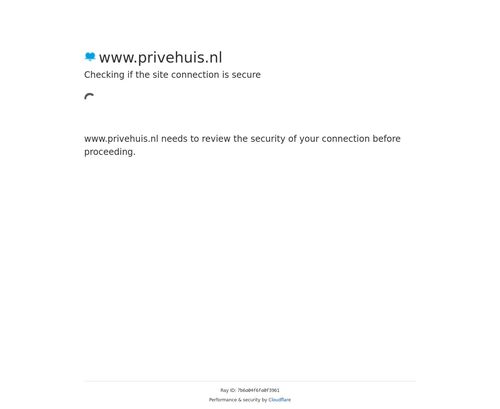 www.privehuis.nl
Checking if the site connection is secure
www.privehuis.nl needs to review the security of your connection before
proceeding.
Ray ID: 7b6a04f6fa0f3961
Performance & security by Cloudflare